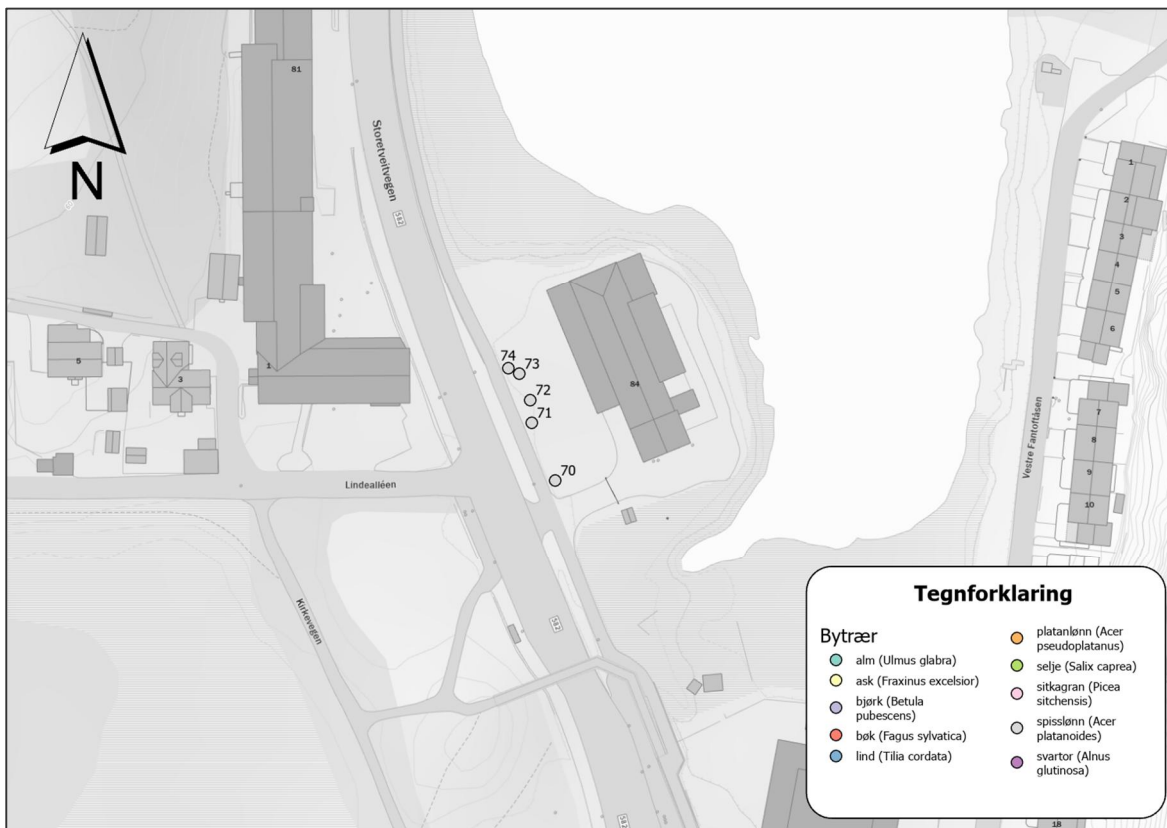 N
81
Storetveitvegen
582
1
2
3
4
5
6
5
3
1
74
73
72
71
70
84
7
8
9
10
Vestre Fantoftåsen
Lindealléen
Kirkevegen
582
582
18
Tegnforklaring
Bytrær
alm (Ulmus glabra)
ask (Fraxinus excelsior)
bjørk (Betula
pubescens)
bøk (Fagus sylvatica)
lind (Tilia cordata)
platanlønn (Acer
pseudoplatanus)
selje (Salix caprea)
sitkagran (Picea
sitchensis)
spisslønn (Acer
platanoides)
svartor (Alnus
glutinosa)